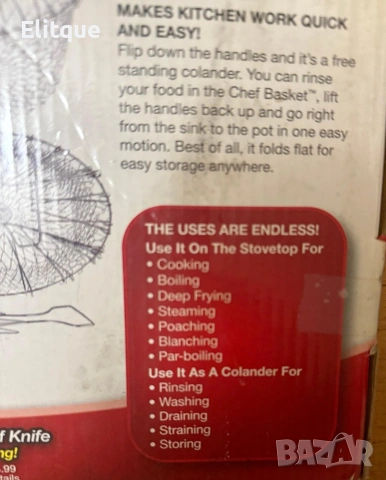 Elitque
MAKES KITCHEN WORK QUICK
AND EASY!
Flip down the handles and it's a free
standing colander. You can rinse
your food in the Chef Basket™, lift
the handles back up and go right
from the sink to the pot in one easy
motion. Best of all, it folds flat for
easy storage anywhere.
THE USES ARE ENDLESS!
Use It On The Stovetop For
• Cooking
• Boiling
• Deep Frying
• Steaming
• Poaching
• Blanching
• Par-boiling
Use It As A Colander For
• Rinsing
• Washing
• Draining
• Straining
• Storing
f Knife
ng!
.99
tails
BAZAR